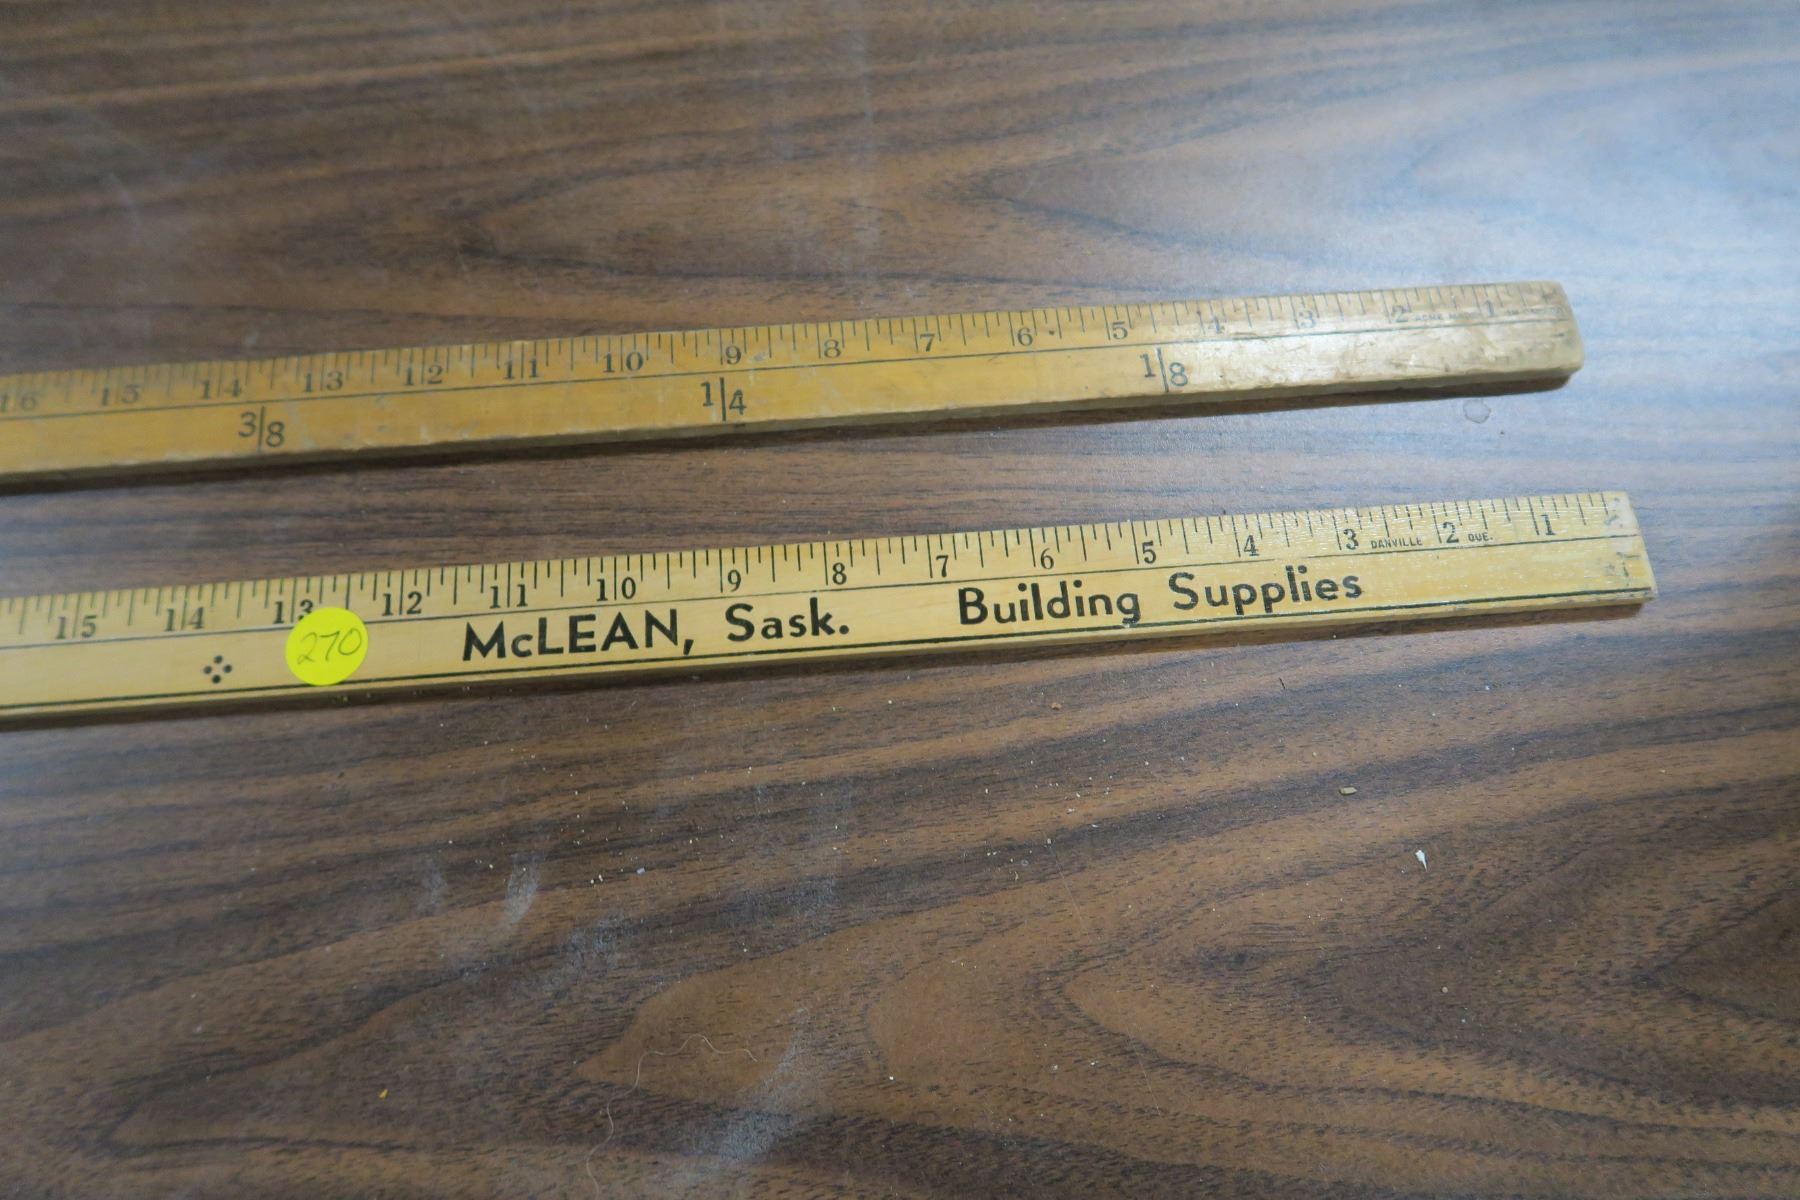 16 15 14 13 12 11 10 9 8 7 6 5 4 3 2 1
3/8 1/4 1/8
15 14 13 12 11 10 9 8 7 6 5 4 3 DANVILLE 2 QUE. 1
270 McLEAN, Sask. Building Supplies